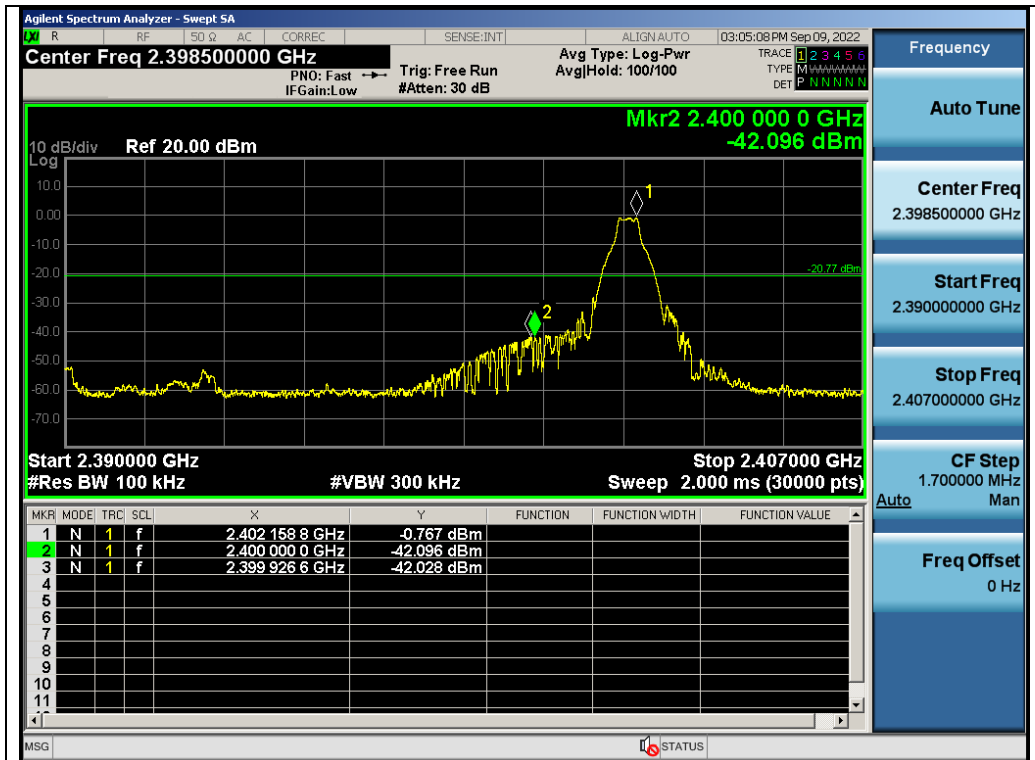 Agilent Spectrum Analyzer - Swept SA
LXI R RF 50 Ω AC CORREC SENSE:INT ALIGN AUTO 03:05:08 PM Sep 09, 2022
Center Freq 2.398500000 GHz
PNO: Fast
IFGain:Low
Trig: Free Run
#Atten: 30 dB
Avg Type: Log-Pwr
Avg|Hold: 100/100
TRACE 1 2 3 4 5 6
TYPE M WWWWW
DET P N N N N N
Mkr2 2.400 000 0 GHz
-42.096 dBm
10 dB/div Ref 20.00 dBm
Log
10.0
0.00
-10.0
-20.0
-30.0
-40.0
-50.0
-60.0
-70.0
1
2
-20.77 dBm
Start 2.390000 GHz Stop 2.407000 GHz
#Res BW 100 kHz #VBW 300 kHz Sweep 2.000 ms (30000 pts)
MKR MODE TRC SCL X Y FUNCTION FUNCTION WIDTH FUNCTION VALUE
1 N 1 f 2.402 158 8 GHz -0.767 dBm
2 N 1 f 2.400 000 0 GHz -42.096 dBm
3 N 1 f 2.399 926 6 GHz -42.028 dBm
4
5
6
7
8
9
10
11
MSG STATUS
Frequency
Auto Tune
Center Freq
2.398500000 GHz
Start Freq
2.390000000 GHz
Stop Freq
2.407000000 GHz
CF Step
1.700000 MHz
Auto Man
Freq Offset
0 Hz